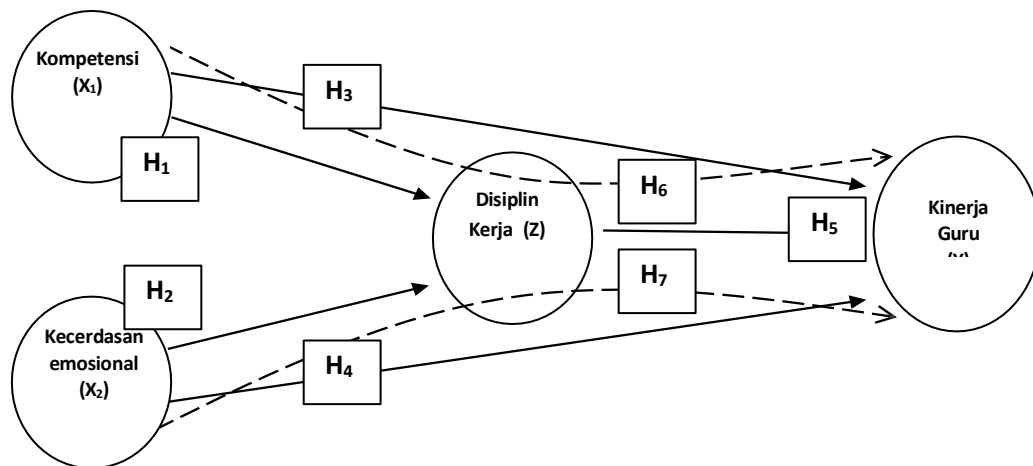 Kompetensi
(X₁)
H₃
H₁
Disiplin
Kerja (Z)
H₆
H₅
Kinerja
Guru
H₂
H₇
Kecerdasan
emosional
(X₂)
H₄